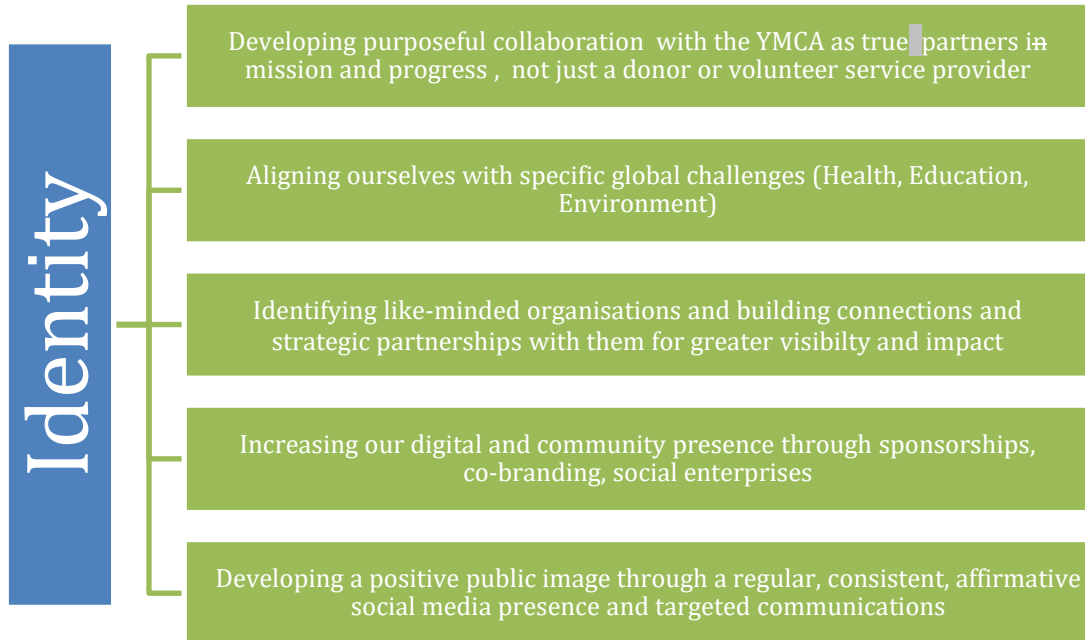 Identity
Developing purposeful collaboration  with the YMCA as true partners in
mission and progress ,  not just a donor or volunteer service provider
Aligning ourselves with specific global challenges (Health, Education,
Environment)
Identifying like-minded organisations and building connections and
strategic partnerships with them for greater visibilty and impact
Increasing our digital and community presence through sponsorships,
co-branding, social enterprises
Developing a positive public image through a regular, consistent, affirmative
social media presence and targeted communications